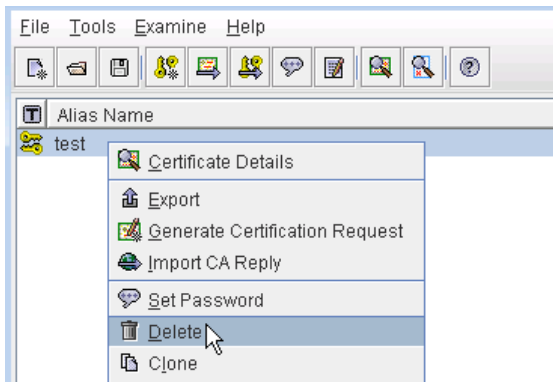 File Tools Examine Help
T Alias Name
test
Certificate Details
Export
Generate Certification Request
Import CA Reply
Set Password
Delete
Clone